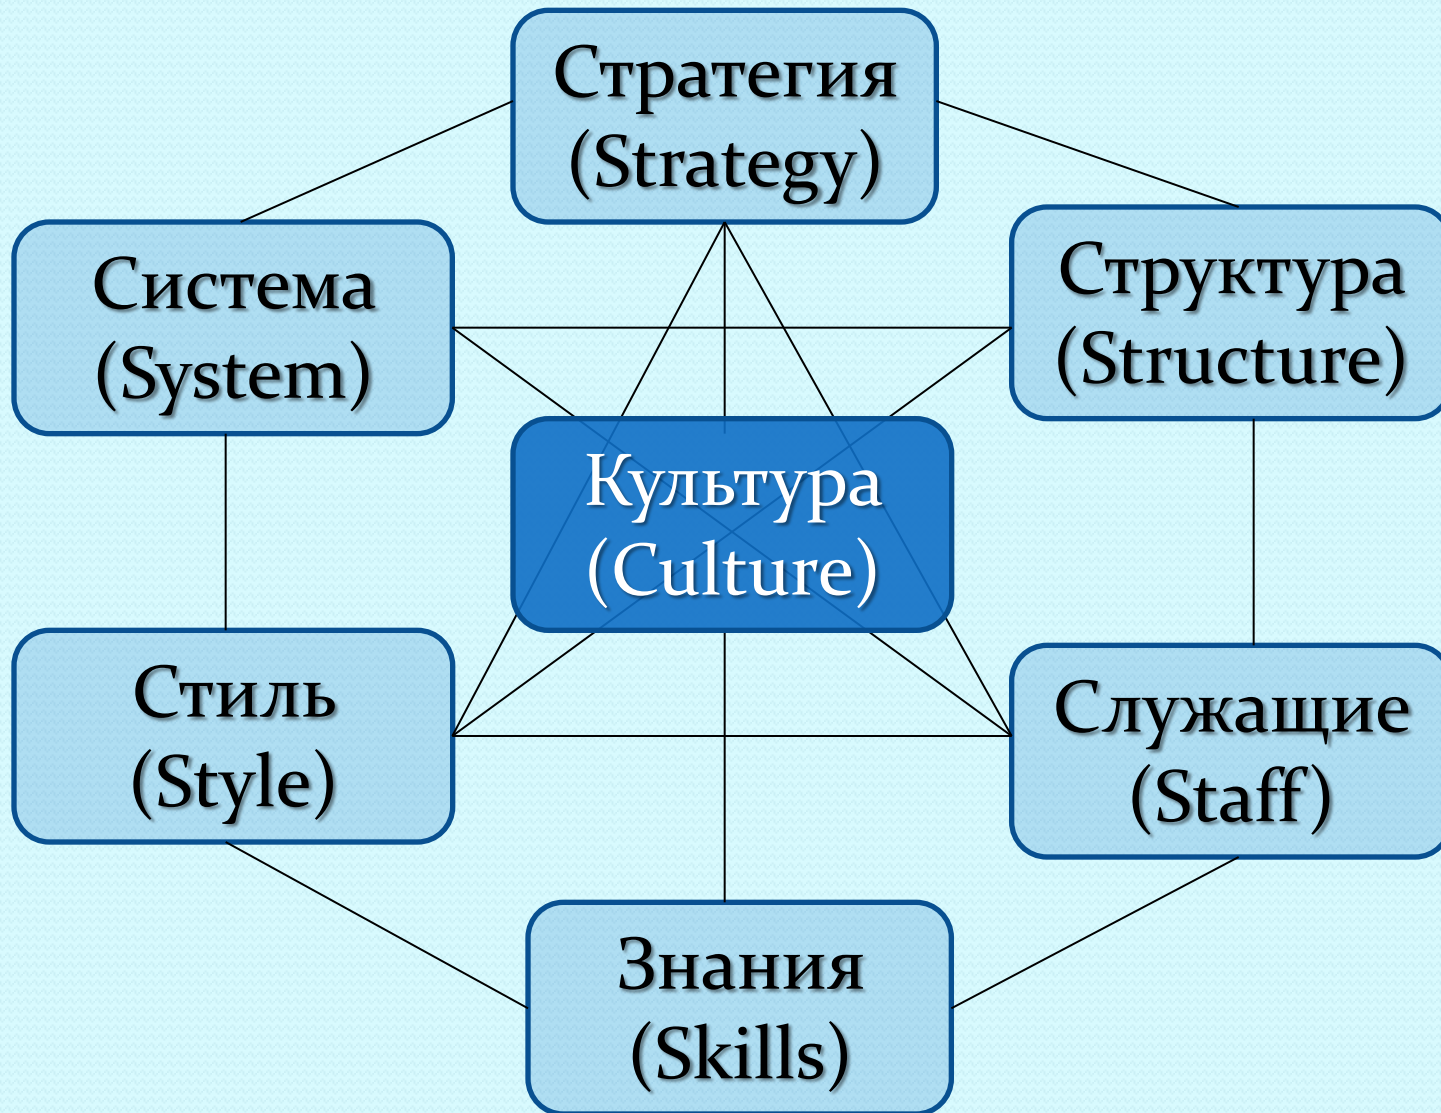 Стратегия
(Strategy)
Система
(System)
Структура
(Structure)
Культура
(Culture)
Стиль
(Style)
Служащие
(Staff)
Знания
(Skills)